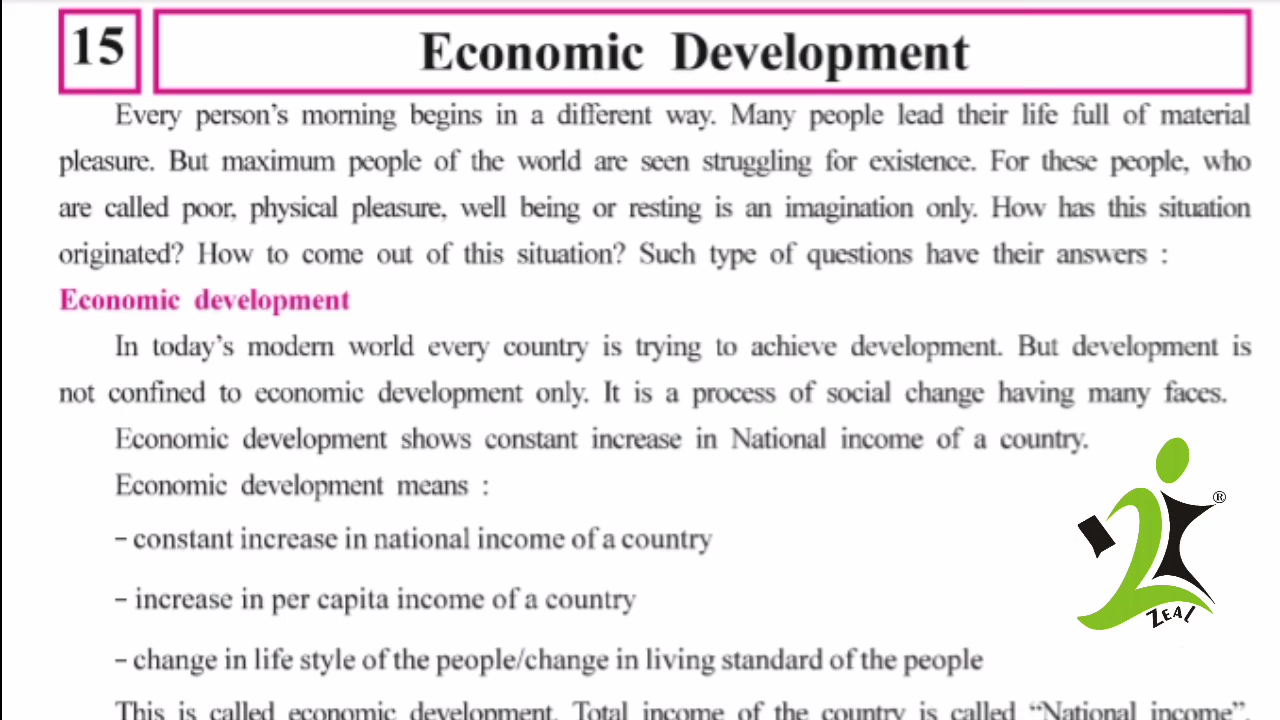 15
Economic Development
Every person's morning begins in a different way. Many people lead their life full of material
pleasure. But maximum people of the world are seen struggling for existence. For these people, who
are called poor, physical pleasure, well being or resting is an imagination only. How has this situation
originated? How to come out of this situation? Such type of questions have their answers :
Economic development
In today's modern world every country is trying to achieve development. But development is
not confined to economic development only. It is a process of social change having many faces.
Economic development shows constant increase in National income of a country.
Economic development means :
– constant increase in national income of a country
– increase in per capita income of a country
– change in life style of the people/change in living standard of the people
This is called economic development. Total income of the country is called “National income”.
®
ZEAL